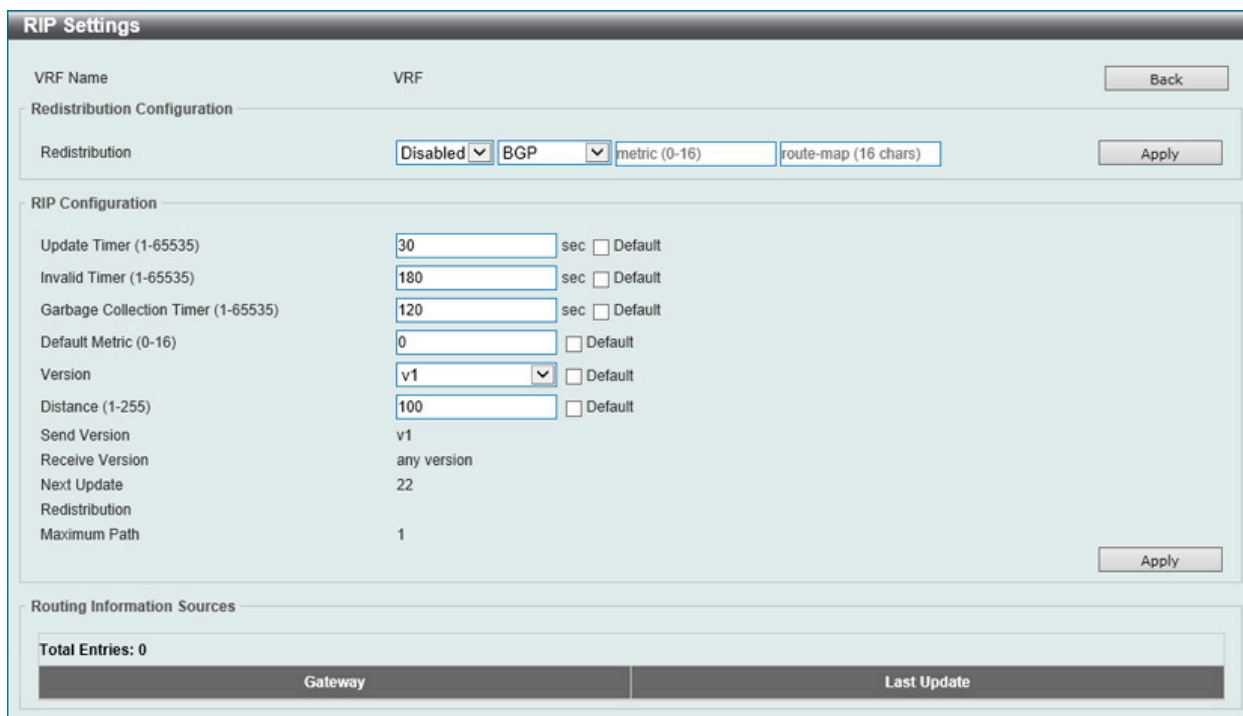 RIP Settings
VRF Name VRF Back
Redistribution Configuration
Redistribution Disabled BGP metric (0-16) route-map (16 chars) Apply
RIP Configuration
Update Timer (1-65535) 30 sec Default
Invalid Timer (1-65535) 180 sec Default
Garbage Collection Timer (1-65535) 120 sec Default
Default Metric (0-16) 0 Default
Version v1 Default
Distance (1-255) 100 Default
Send Version v1
Receive Version any version
Next Update 22
Redistribution
Maximum Path 1
Apply
Routing Information Sources
Total Entries: 0
Gateway Last Update